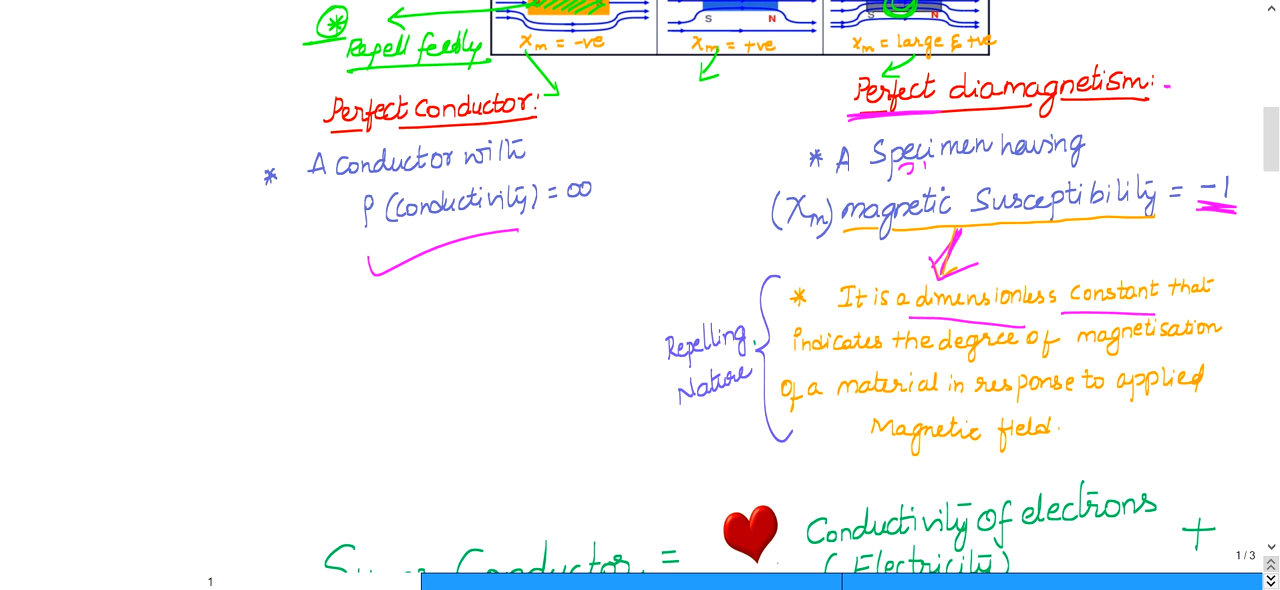 S N
S N
* Repell feebly
χm = -ve
χm = +ve
χm = large & +ve
Perfect conductor:
* A conductor with
ρ (conductivity) = ∞
Perfect diamagnetism:-
* A Specimen having
(χm) magnetic Susceptibility = -1
Repelling
Nature
* It is a dimensionless constant that
indicates the degree of magnetisation
of a material in response to applied
Magnetic field.
Super Conductor =
Conductivity of electrons +
(Electricity)
1 / 3
1